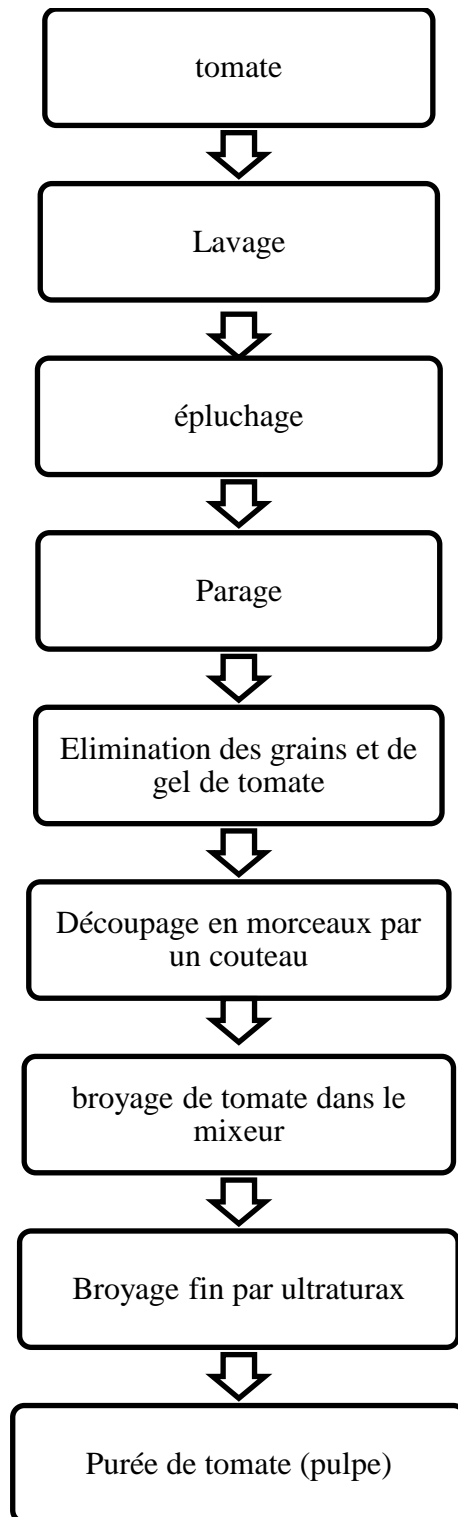 tomate
Lavage
épluchage
Parage
Elimination des grains et de
gel de tomate
Découpage en morceaux par
un couteau
broyage de tomate dans le
mixeur
Broyage fin par ultraturax
Purée de tomate (pulpe)